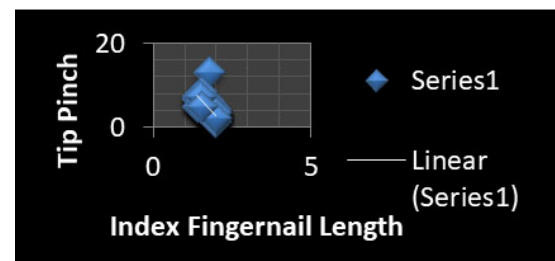 20
0
Tip Pinch
0
5
Index Fingernail Length
Series1
Linear
(Series1)